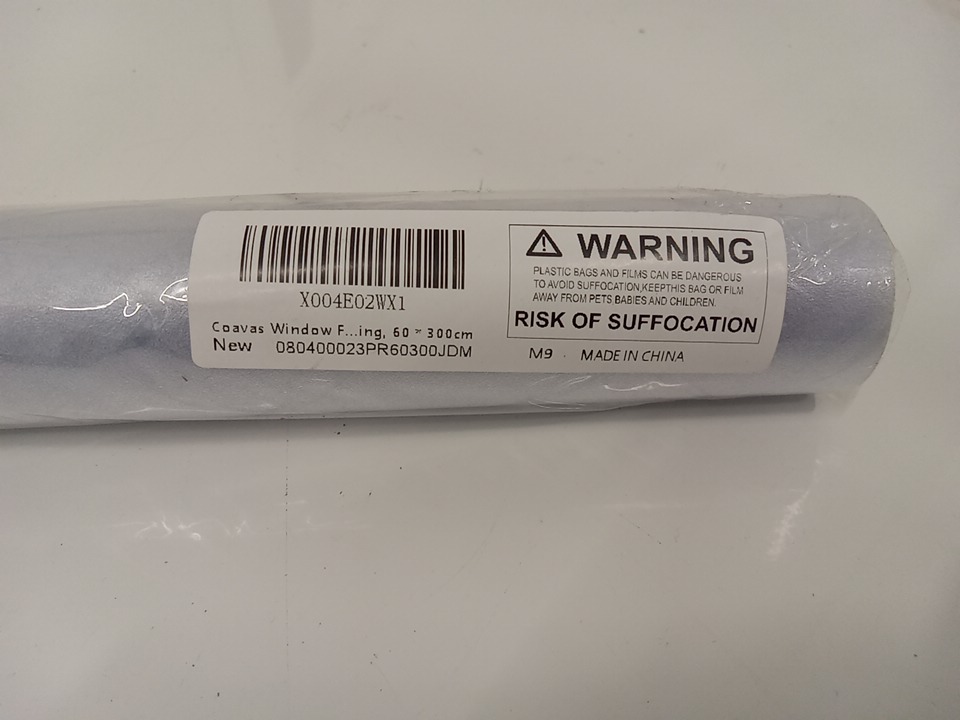 X004E02WX1
Coavas Window F...ing, 60 * 300cm
New 080400023PR60300JDM
WARNING
PLASTIC BAGS AND FILMS CAN BE DANGEROUS
TO AVOID SUFFOCATION,KEEPTHIS BAG OR FILM
AWAY FROM PETS BABIES AND CHILDREN.
RISK OF SUFFOCATION
M9 . MADE IN CHINA